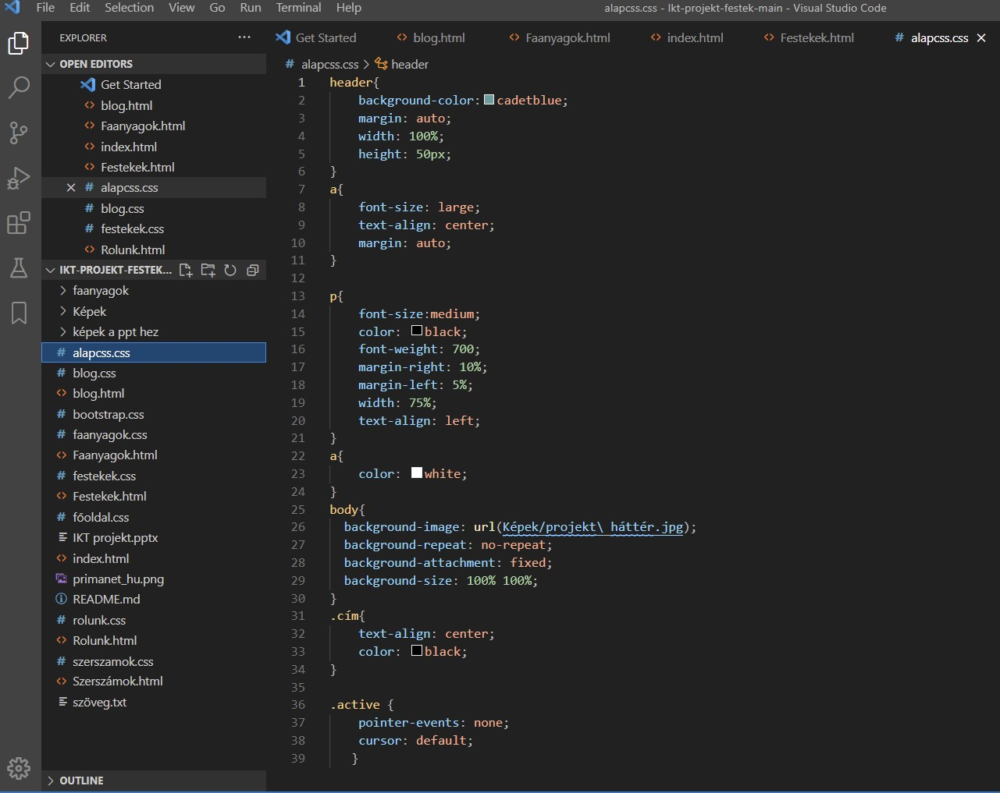 File Edit Selection View Go Run Terminal Help
alapcss.css - Ikt-projekt-festek-main - Visual Studio Code
EXPLORER ···
OPEN EDITORS
Get Started
blog.html
Faanyagok.html
index.html
Festekek.html
alapcss.css
blog.css
festekek.css
Rolunk.html
IKT-PROJEKT-FESTEK...
faanyagok
Képek
képek a ppt hez
alapcss.css
blog.css
blog.html
bootstrap.css
faanyagok.css
Faanyagok.html
festekek.css
Festekek.html
főoldal.css
IKT projekt.pptx
index.html
primanet_hu.png
README.md
rolunk.css
Rolunk.html
szerszamok.css
Szerszámok.html
szöveg.txt
OUTLINE
Get Started blog.html Faanyagok.html index.html Festekek.html # alapcss.css ×
# alapcss.css > header
1 header{
2 background-color: cadetblue;
3 margin: auto;
4 width: 100%;
5 height: 50px;
6 }
7 a{
8 font-size: large;
9 text-align: center;
10 margin: auto;
11 }
12
13 p{
14 font-size:medium;
15 color: black;
16 font-weight: 700;
17 margin-right: 10%;
18 margin-left: 5%;
19 width: 75%;
20 text-align: left;
21 }
22 a{
23 color: white;
24 }
25 body{
26 background-image: url(Képek/projekt\ háttér.jpg);
27 background-repeat: no-repeat;
28 background-attachment: fixed;
29 background-size: 100% 100%;
30 }
31 .cím{
32 text-align: center;
33 color: black;
34 }
35
36 .active {
37 pointer-events: none;
38 cursor: default;
39 }